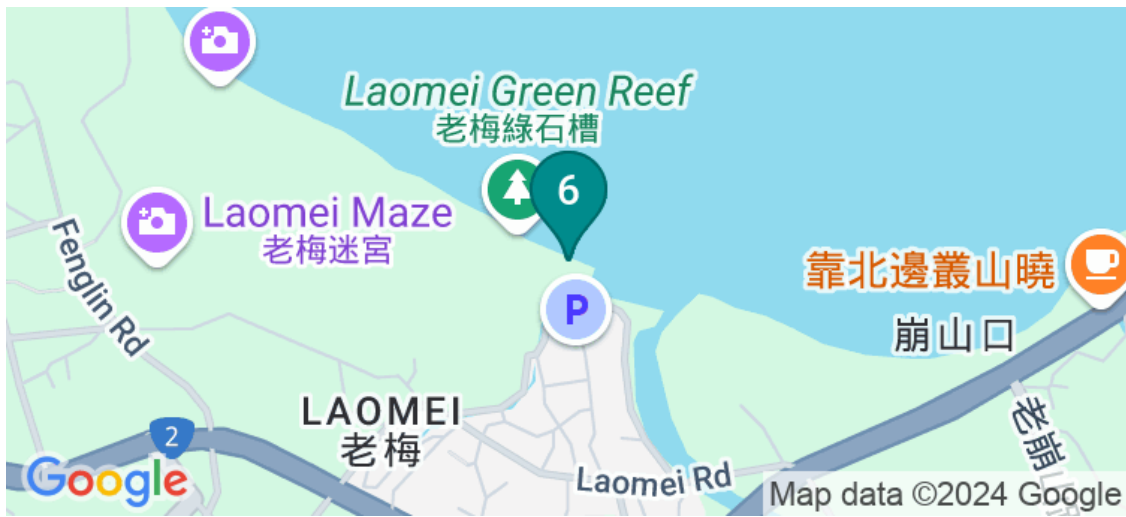 Laomei Green Reef
老梅綠石槽
6
Laomei Maze
老梅迷宮
Fenglin Rd
P
靠北邊叢山曉
崩山口
LAOMEI
老梅
2
Laomei Rd
老崩山
Google
Map data ©2024 Google